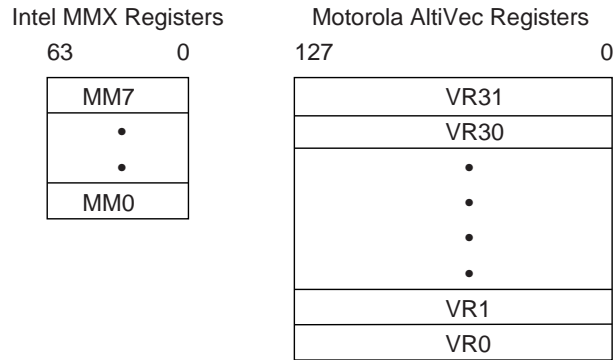 Intel MMX Registers
63 0
MM7
MM0
Motorola AltiVec Registers
127 0
VR31
VR30
VR1
VR0